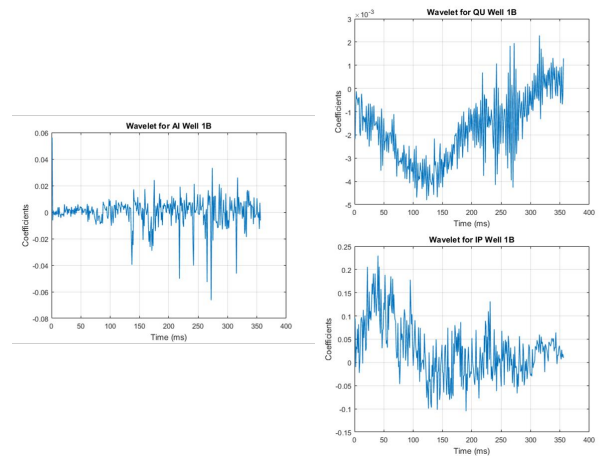 Wavelet for AI Well 1B
0.06
0.04
0.02
0
-0.02
-0.04
-0.06
-0.08
Coefficients
0 50 100 150 200 250 300 350 400
Time (ms)
Wavelet for QU Well 1B
×10⁻³
3
2
1
0
-1
-2
-3
-4
-5
Coefficients
0 50 100 150 200 250 300 350 400
Time (ms)
Wavelet for IP Well 1B
0.25
0.2
0.15
0.1
0.05
0
-0.05
-0.1
-0.15
Coefficients
0 50 100 150 200 250 300 350 400
Time (ms)